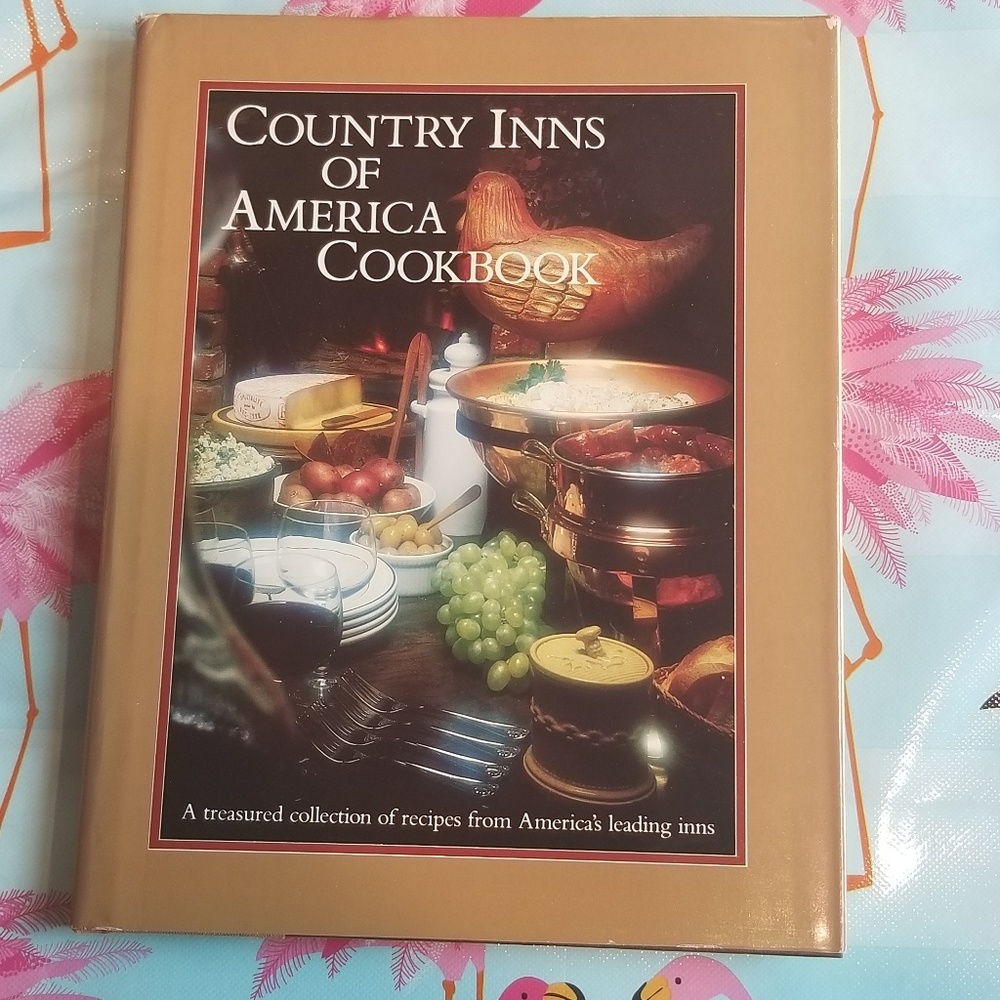 COUNTRY INNS
OF
AMERICA
COOKBOOK
A treasured collection of recipes from America's leading inns